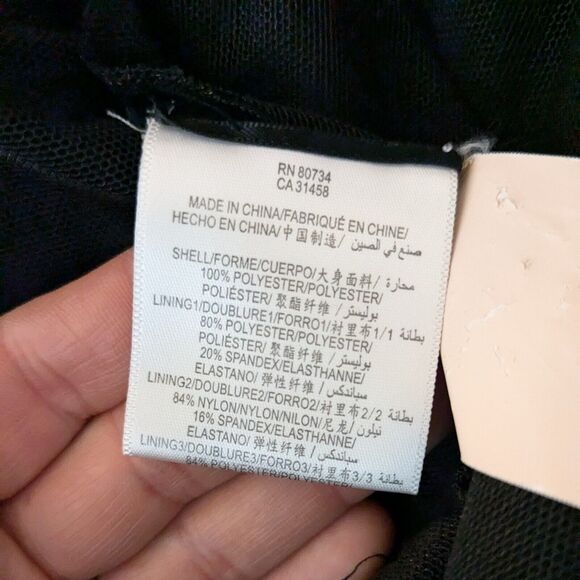 RN 80734
CA 31458
MADE IN CHINA/FABRIQUÉ EN CHINE/
HECHO EN CHINA/中国制造/ صنع في الصين
SHELL/FORME/CUERPO/大身面料/ محارة/
100% POLYESTER/POLYESTER/
POLIÉSTER/ 聚酯纤维 / بوليستر
LINING1/DOUBLURE1/FORRO1/衬里布1/ بطانة 1/
80% POLYESTER/POLYESTER/
POLIÉSTER/ 聚酯纤维 / بوليستر
20% SPANDEX/ELASTHANNE/
ELASTANO/ 弹性纤维 / سباندكس
LINING2/DOUBLURE2/FORRO2/衬里布2/ بطانة 2/
84% NYLON/NYLON/NILON/尼龙/ نيلون/
16% SPANDEX/ELASTHANNE/
ELASTANO/ 弹性纤维 / سباندكس
LINING3/DOUBLURE3/FORRO3/衬里布3/ بطانة 3/
84% POLYESTER/POLYESTER/